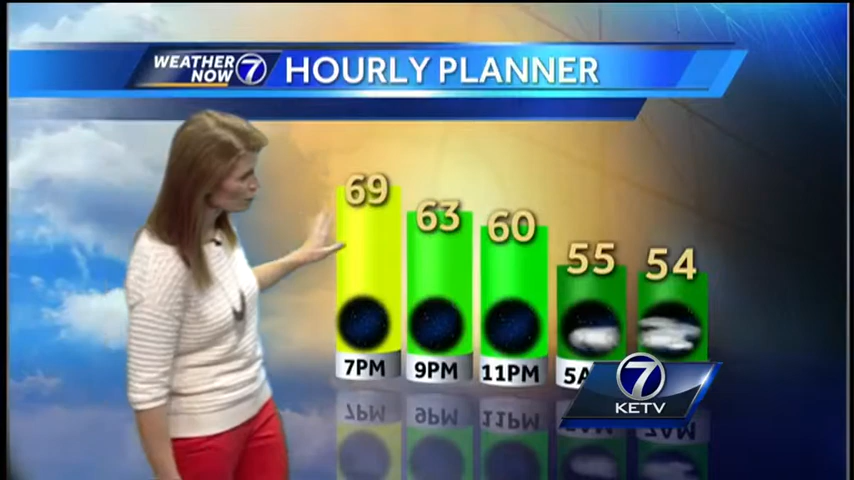 WEATHER
NOW 7
HOURLY PLANNER
69
63
60
55
54
7PM
9PM
11PM
5A
7
KETV